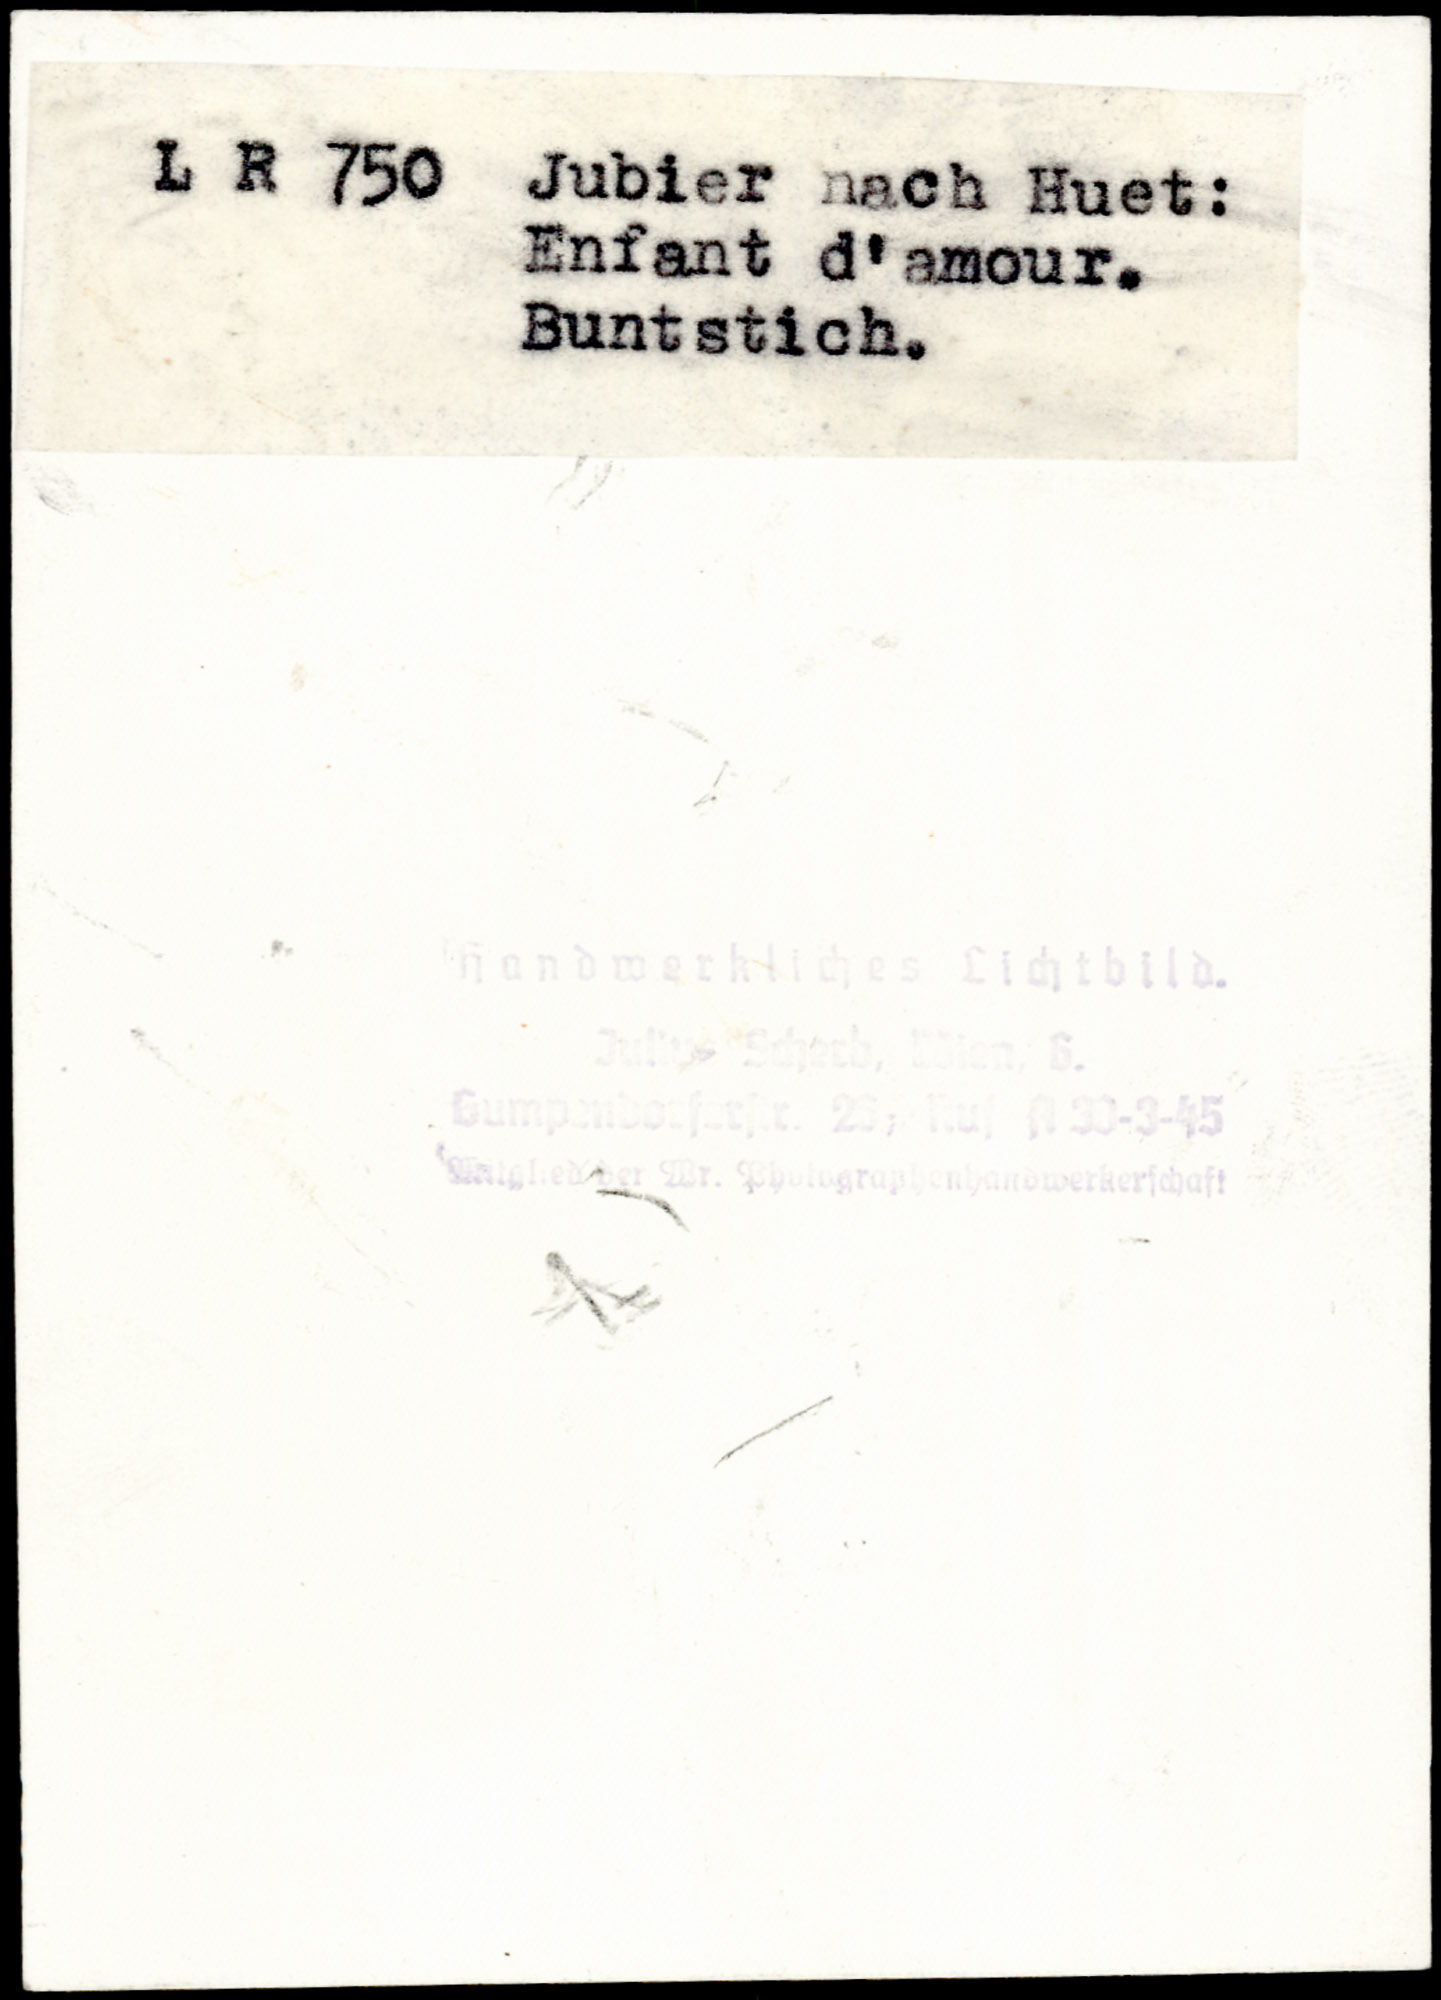 L R 750 Jubier nach Huet:
Enfant d'amour.
Buntstich.
Handwerkliches Lichtbild.
Julius Scherb, Wien, 6.
Gumpendorferstr. Ruf A 30-3-45
Mitglied der Wr. Photographenhandwerkerschaft